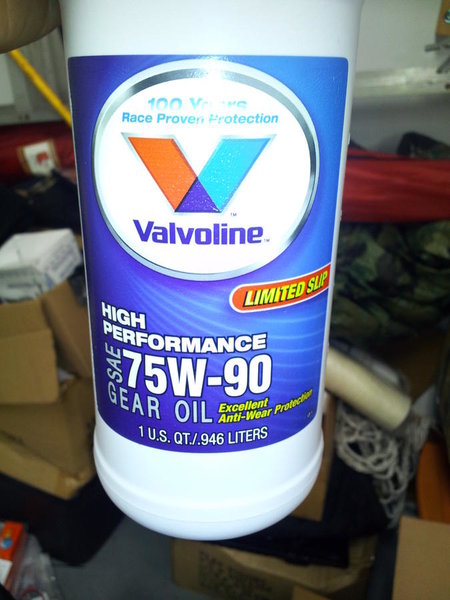 100 Years
Race Proven Protection
Valvoline™
LIMITED SLIP
HIGH
PERFORMANCE
SAE 75W-90
GEAR OIL
Excellent
Anti-Wear Protection
1 U.S. QT./.946 LITERS